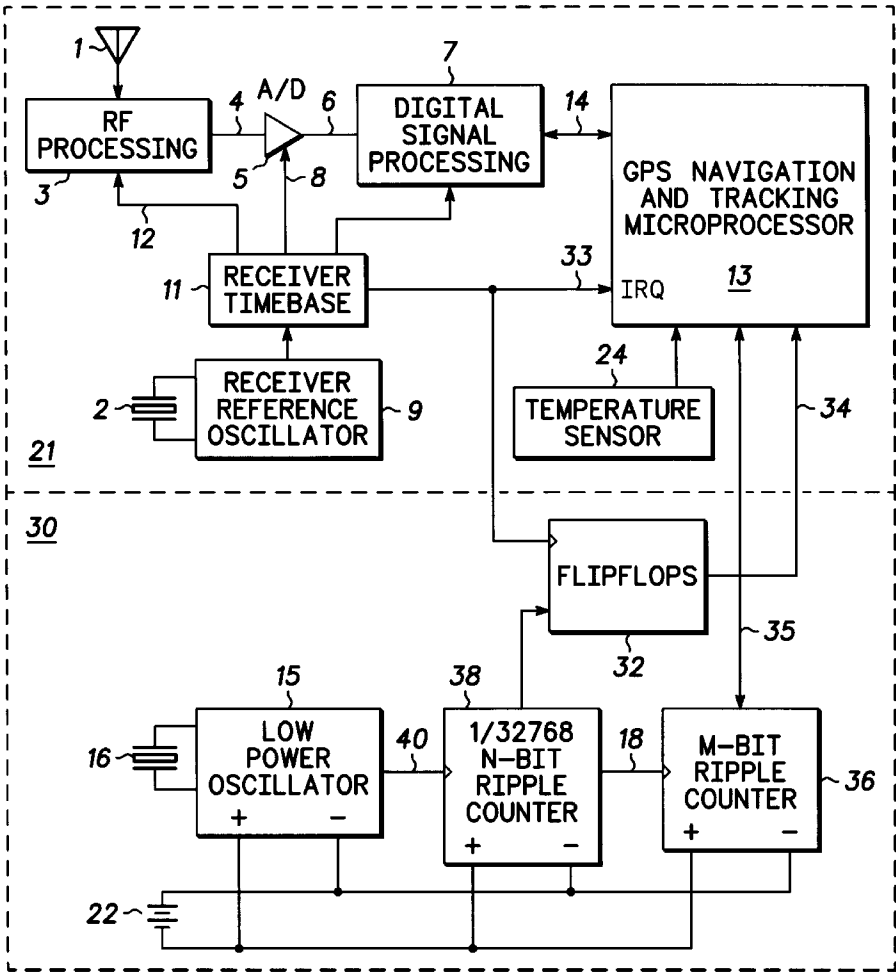 1
A/D
7
RF
PROCESSING
4
6
DIGITAL
SIGNAL
PROCESSING
14
GPS NAVIGATION
AND TRACKING
MICROPROCESSOR
13
3
5
8
12
11
RECEIVER
TIMEBASE
33
IRQ
2
RECEIVER
REFERENCE
OSCILLATOR
9
24
TEMPERATURE
SENSOR
34
21
30
FLIPFLOPS
32
35
15
38
16
LOW
POWER
OSCILLATOR
+ −
40
1/32768
N-BIT
RIPPLE
COUNTER
+ −
18
M-BIT
RIPPLE
COUNTER
+ −
36
22